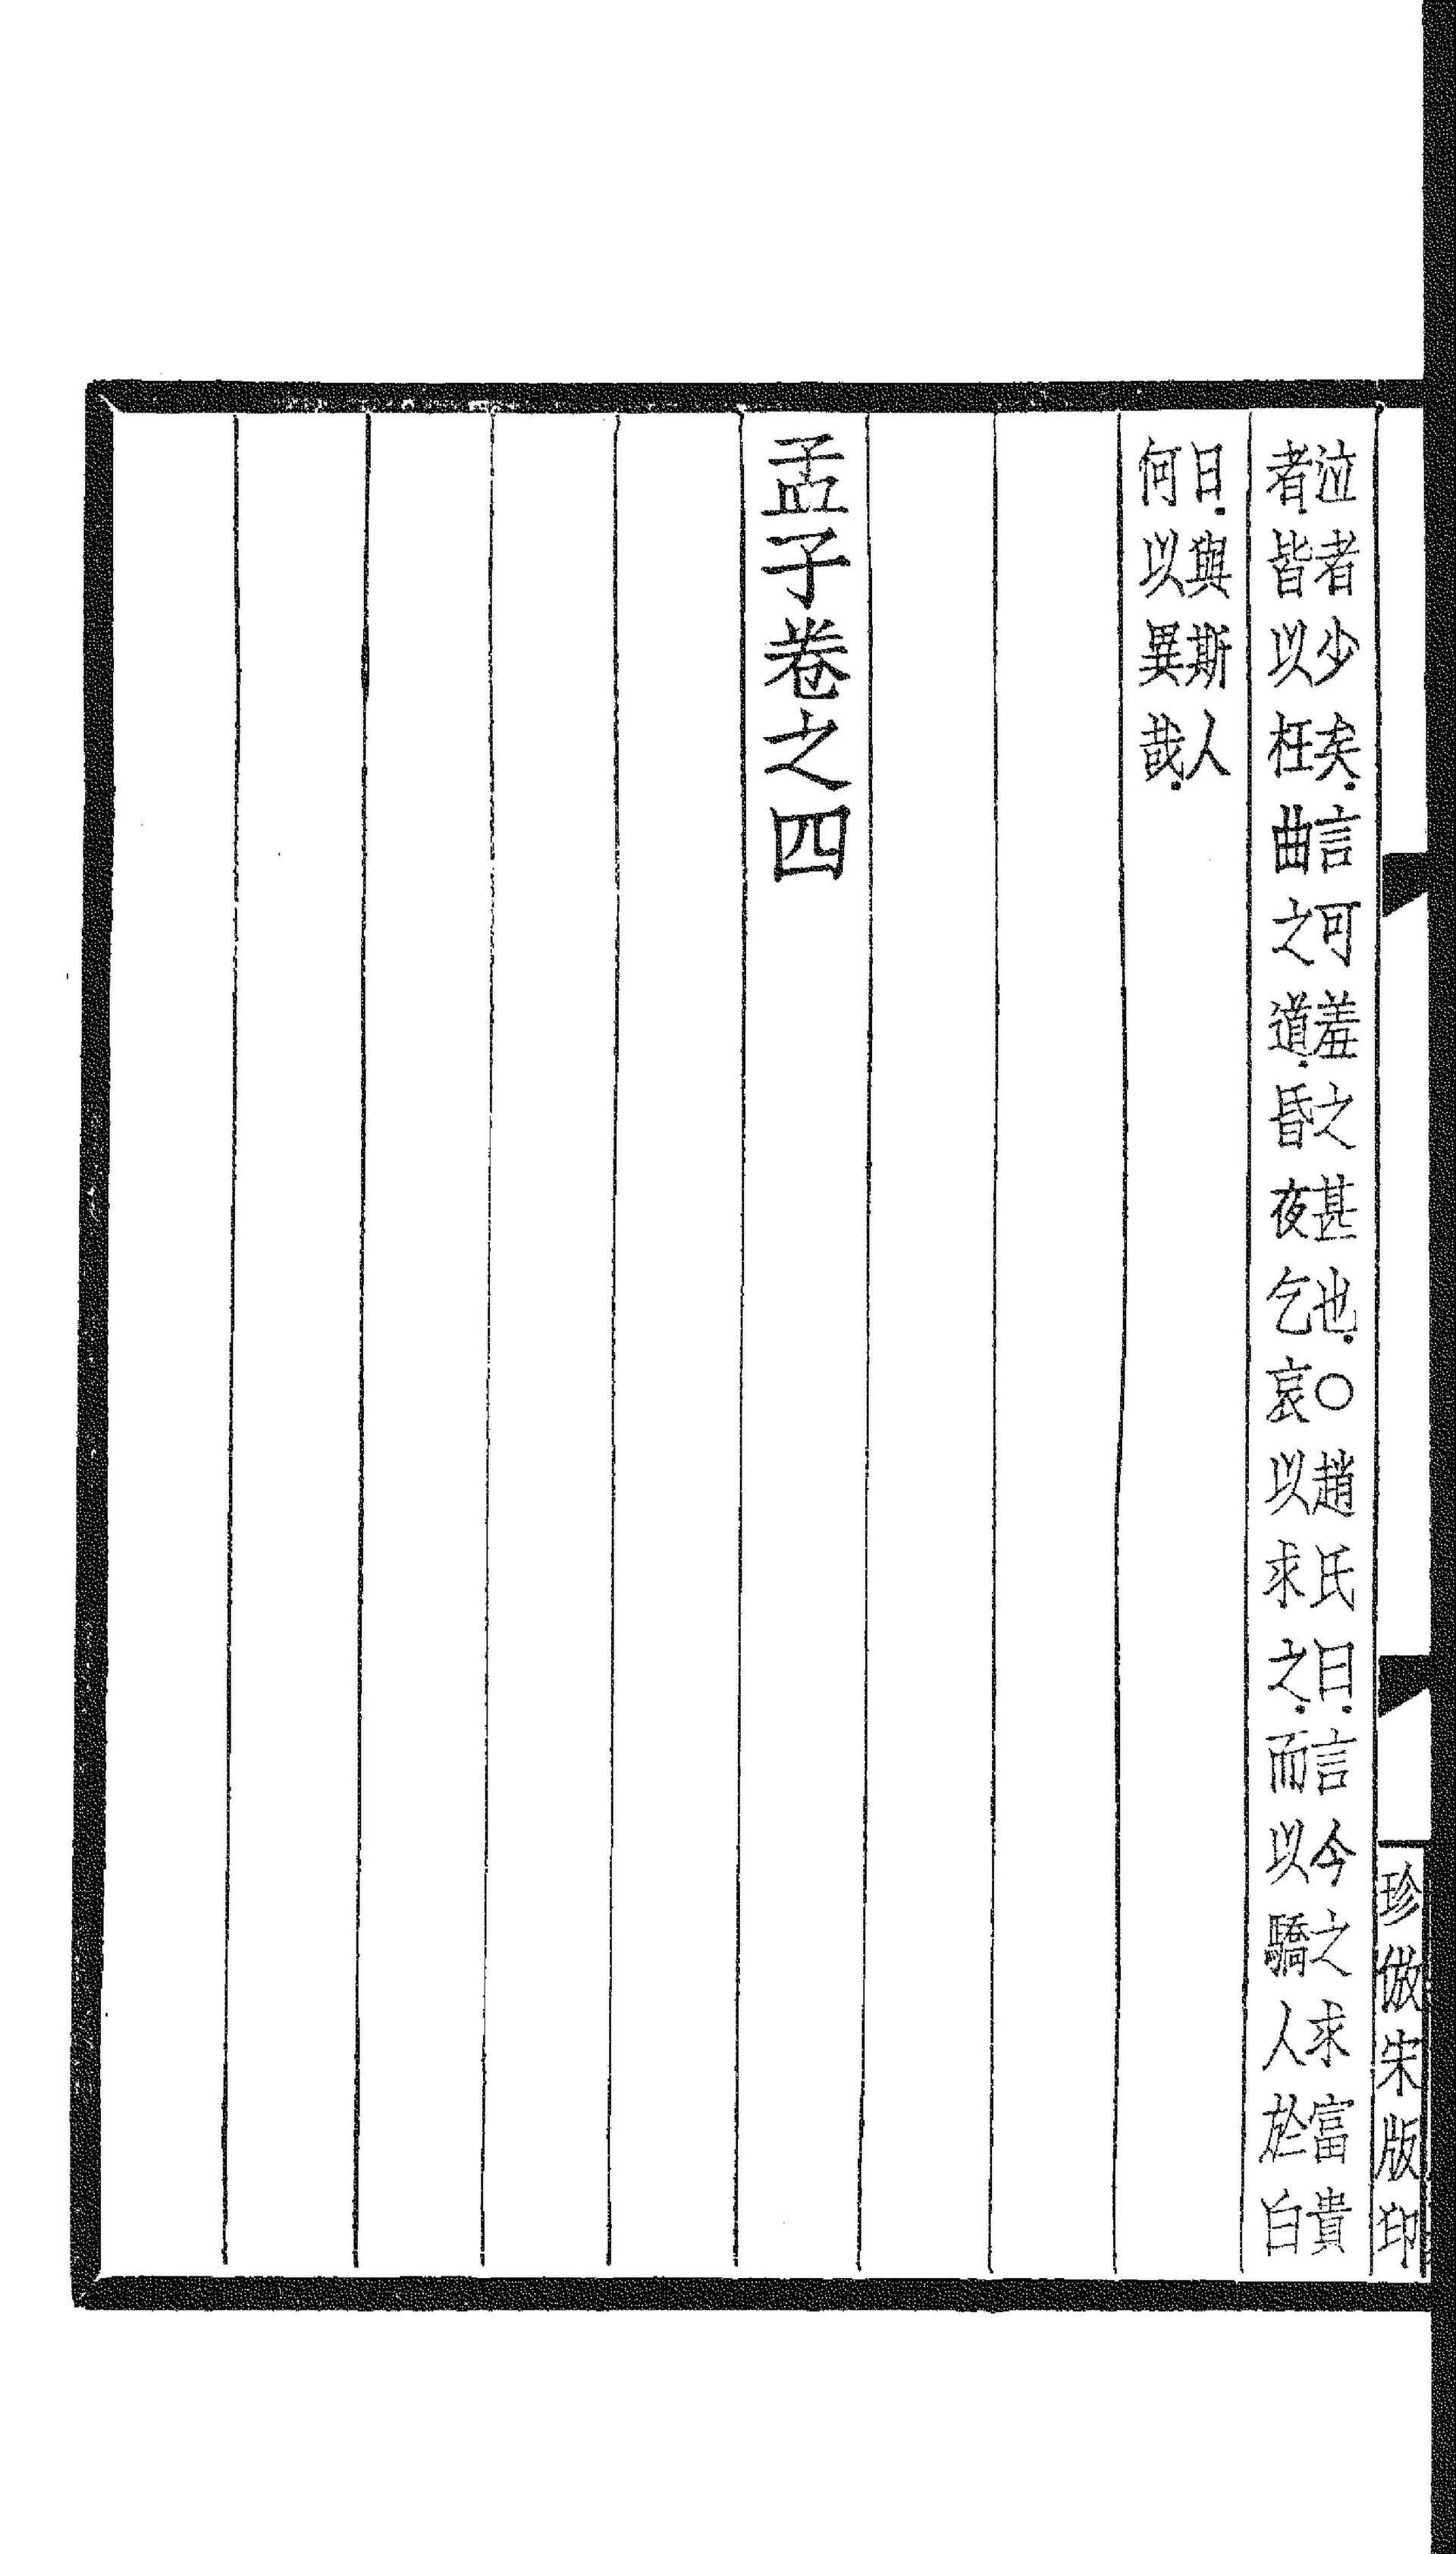 泣者少矣.言可羞之甚也.○趙氏曰.言今之求富貴
者.皆以枉曲之道.昏夜乞哀以求之.而以驕人於白
日.與斯人
何以異哉.
孟子卷之四
珍倣宋版印